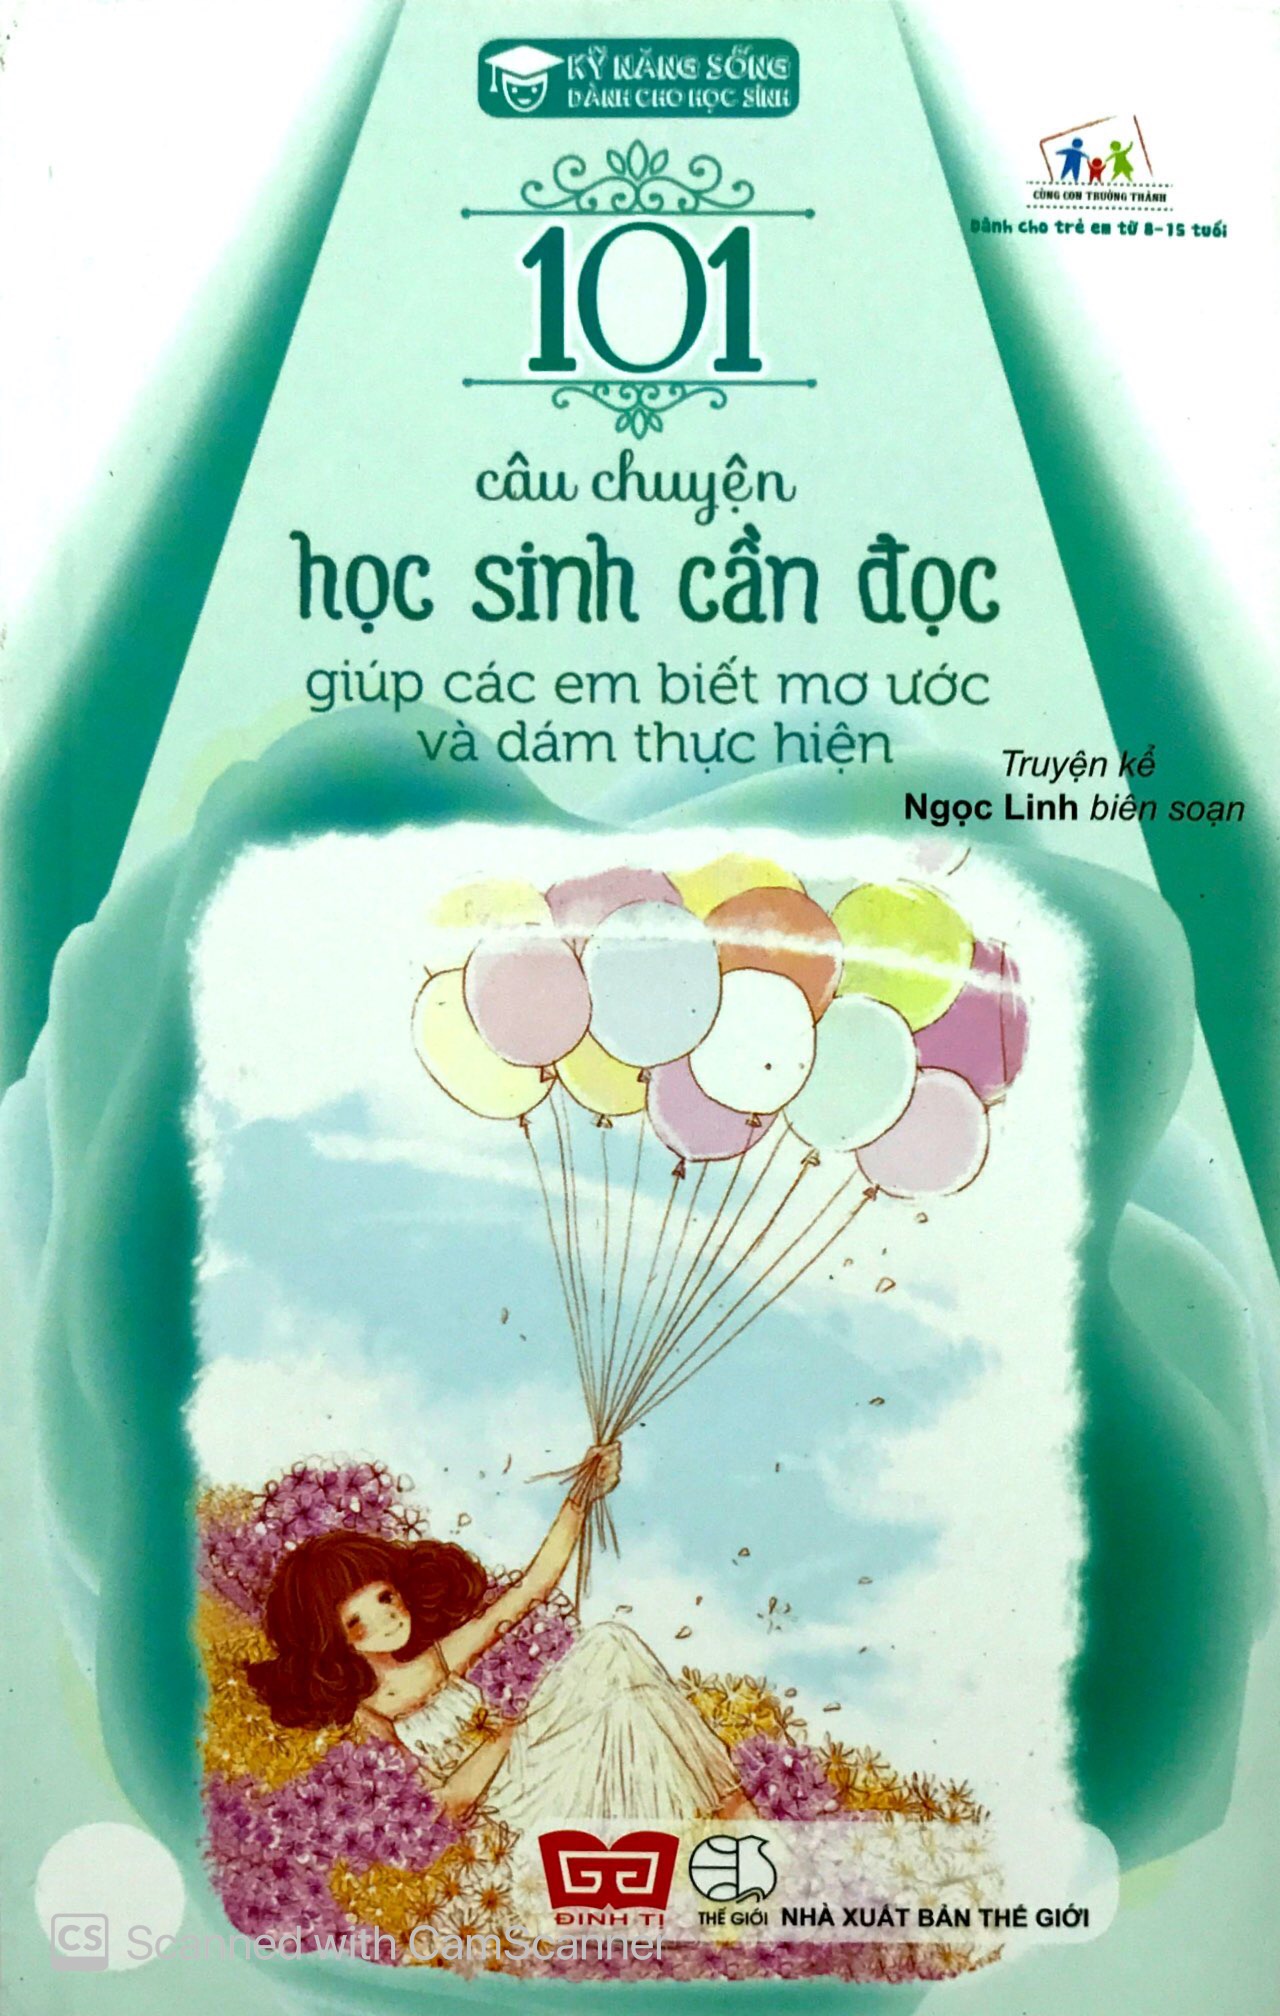 KỸ NĂNG SỐNG
DÀNH CHO HỌC SINH
CÙNG CON TRƯỞNG THÀNH
Dành cho trẻ em từ 8-15 tuổi
101
câu chuyện
học sinh cần đọc
giúp các em biết mơ ước
và dám thực hiện
Truyện kể
Ngọc Linh biên soạn
ĐINH TỊ
THẾ GIỚI
NHÀ XUẤT BẢN THẾ GIỚI
CS Scanned with CamScanner